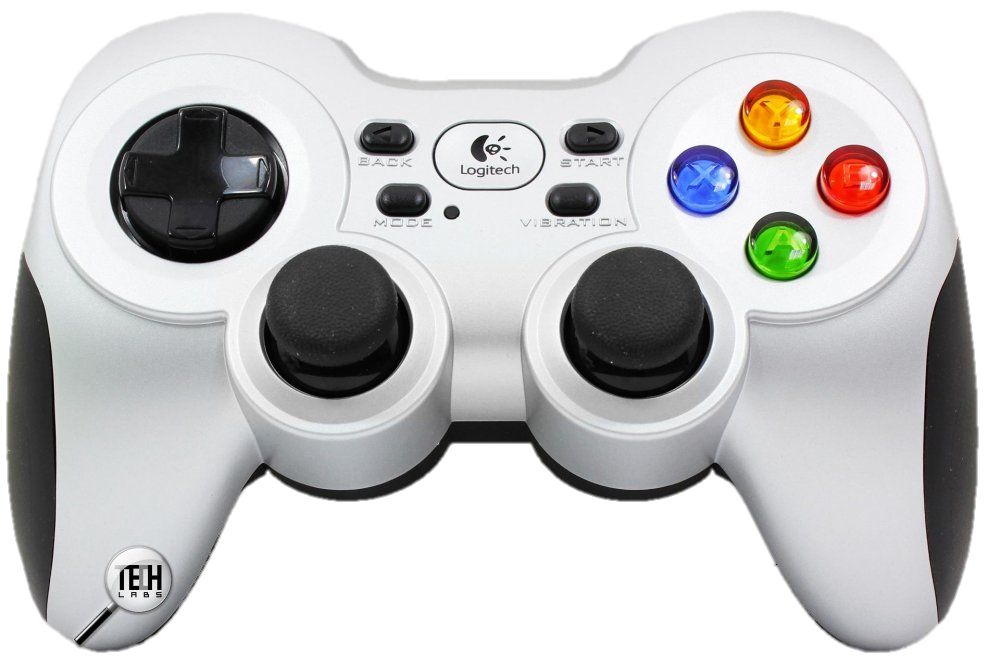 BACK
Logitech
START
MODE
VIBRATION
Y
X
B
A
TECH
LABS